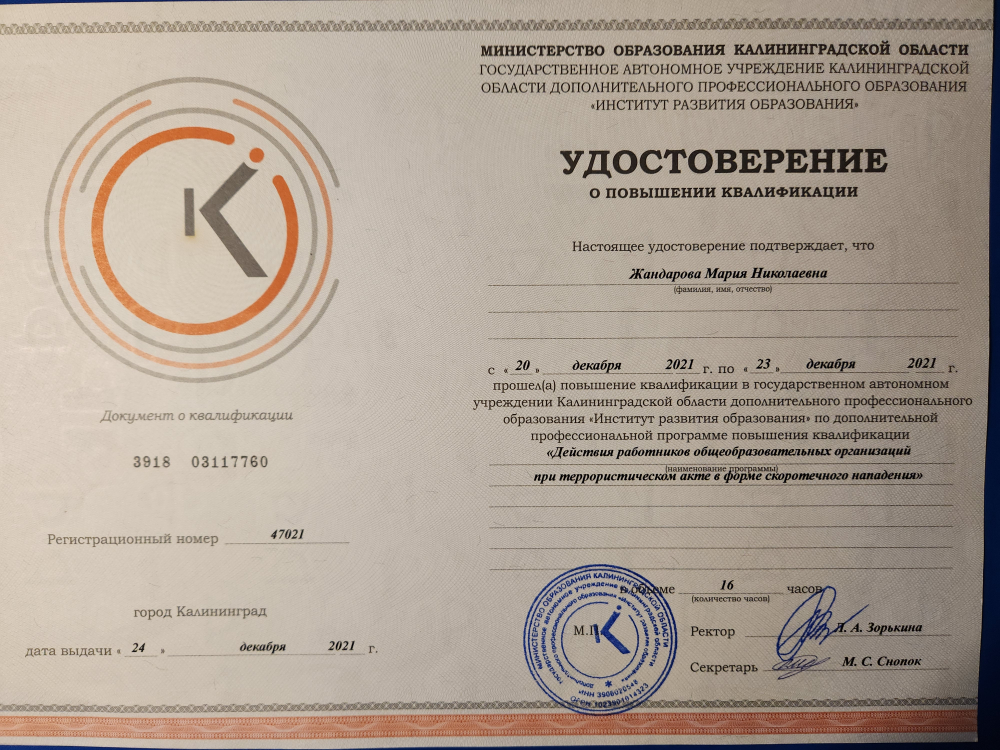 Документ о квалификации
3918 03117760
Регистрационный номер 47021
город Калининград
дата выдачи « 24 » декабря 2021 г.
МИНИСТЕРСТВО ОБРАЗОВАНИЯ КАЛИНИНГРАДСКОЙ ОБЛАСТИ
ГОСУДАРСТВЕННОЕ АВТОНОМНОЕ УЧРЕЖДЕНИЕ КАЛИНИНГРАДСКОЙ
ОБЛАСТИ ДОПОЛНИТЕЛЬНОГО ПРОФЕССИОНАЛЬНОГО ОБРАЗОВАНИЯ
«ИНСТИТУТ РАЗВИТИЯ ОБРАЗОВАНИЯ»
УДОСТОВЕРЕНИЕ
О ПОВЫШЕНИИ КВАЛИФИКАЦИИ
Настоящее удостоверение подтверждает, что
Жандарова Мария Николаевна
(фамилия, имя, отчество)
с « 20 » декабря 2021 г. по « 23 » декабря 2021 г.
прошел(а) повышение квалификации в государственном автономном
учреждении Калининградской области дополнительного профессионального
образования «Институт развития образования» по дополнительной
профессиональной программе повышения квалификации
«Действия работников общеобразовательных организаций
(наименование программы)
при террористическом акте в форме скоротечного нападения»
в объеме 16 часов
(количество часов)
М.П.
Ректор Л. А. Зорькина
Секретарь М. С. Снопок
МИНИСТЕРСТВО ОБРАЗОВАНИЯ КАЛИНИНГРАДСКОЙ ОБЛАСТИ